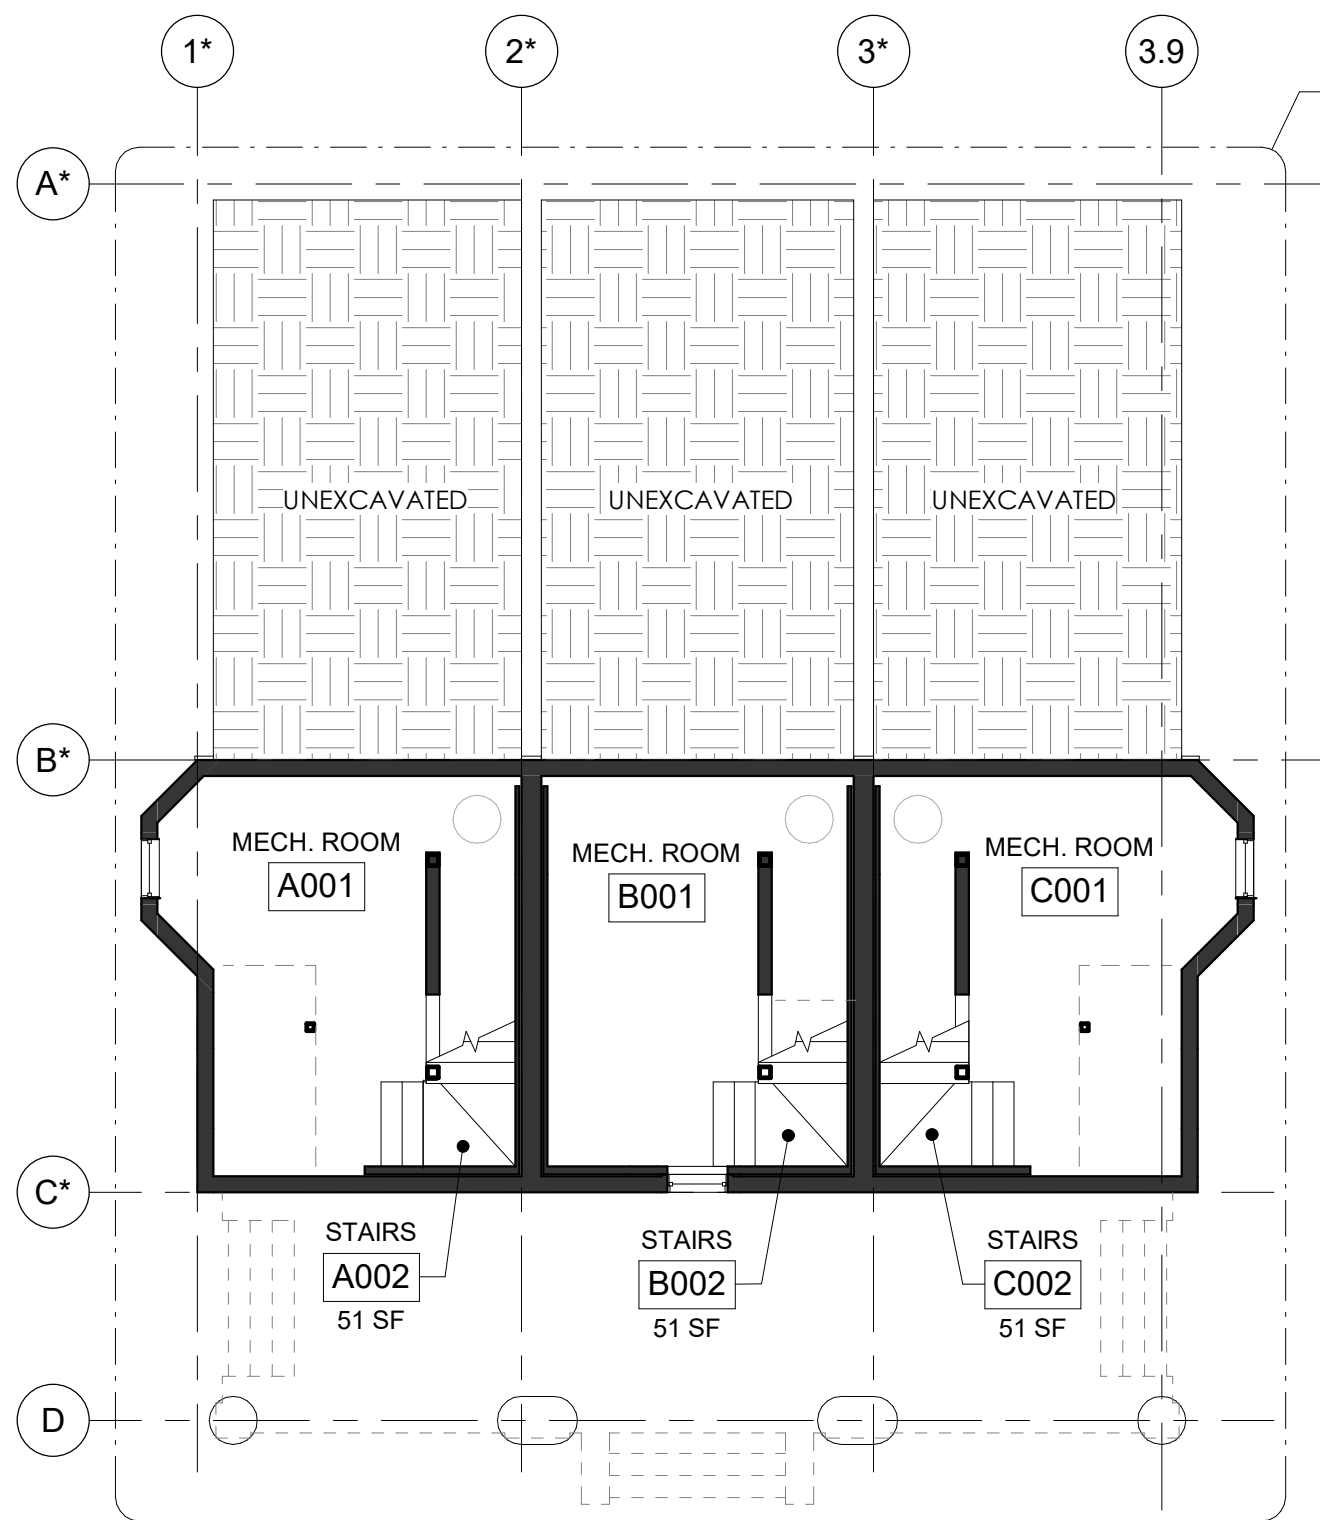 1*
2*
3*
3.9
A*
UNEXCAVATED
UNEXCAVATED
UNEXCAVATED
B*
MECH. ROOM
A001
MECH. ROOM
B001
MECH. ROOM
C001
C*
STAIRS
A002
51 SF
STAIRS
B002
51 SF
STAIRS
C002
51 SF
D